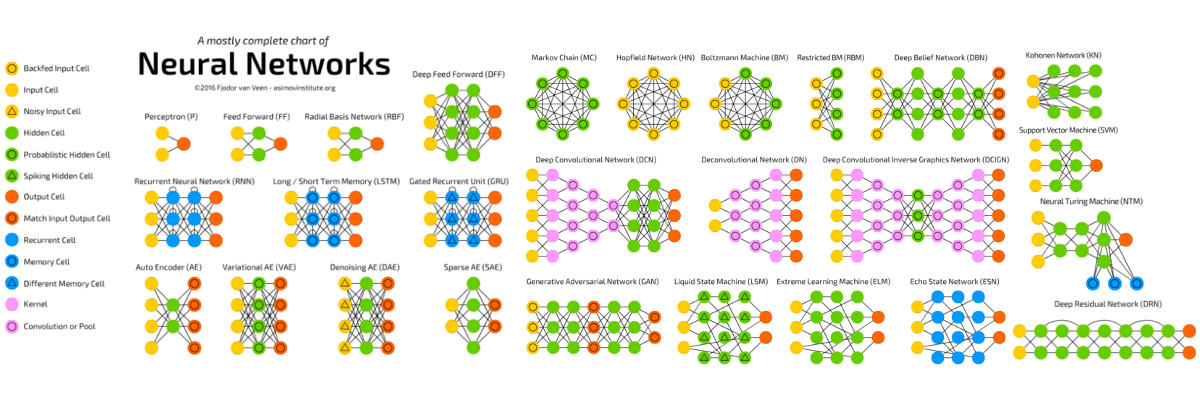 A mostly complete chart of
Neural Networks
©2016 Fjodor van Veen - asimovinstitute.org
Backfed Input Cell
Input Cell
Noisy Input Cell
Hidden Cell
Probablistic Hidden Cell
Spiking Hidden Cell
Output Cell
Match Input Output Cell
Recurrent Cell
Memory Cell
Different Memory Cell
Kernel
Convolution or Pool
Perceptron (P)
Feed Forward (FF)
Radial Basis Network (RBF)
Deep Feed Forward (DFF)
Recurrent Neural Network (RNN)
Long / Short Term Memory (LSTM)
Gated Recurrent Unit (GRU)
Auto Encoder (AE)
Variational AE (VAE)
Denoising AE (DAE)
Sparse AE (SAE)
Markov Chain (MC)
Hopfield Network (HN)
Boltzmann Machine (BM)
Restricted BM (RBM)
Deep Belief Network (DBN)
Deep Convolutional Network (DCN)
Deconvolutional Network (DN)
Deep Convolutional Inverse Graphics Network (DCIGN)
Generative Adversarial Network (GAN)
Liquid State Machine (LSM)
Extreme Learning Machine (ELM)
Echo State Network (ESN)
Kohonen Network (KN)
Support Vector Machine (SVM)
Neural Turing Machine (NTM)
Deep Residual Network (DRN)